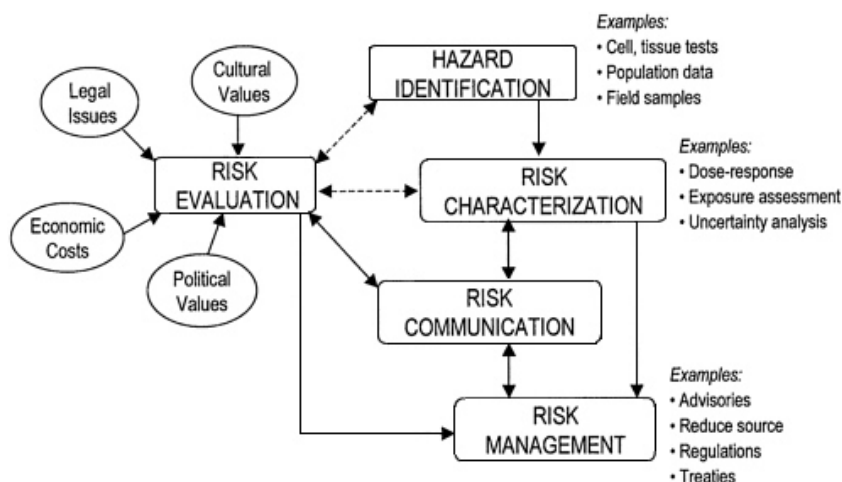 Examples:
• Cell, tissue tests
• Population data
• Field samples
HAZARD
IDENTIFICATION
Cultural
Values
Legal
Issues
RISK
EVALUATION
Economic
Costs
Political
Values
RISK
CHARACTERIZATION
Examples:
• Dose-response
• Exposure assessment
• Uncertainty analysis
RISK
COMMUNICATION
RISK
MANAGEMENT
Examples:
• Advisories
• Reduce source
• Regulations
• Treaties